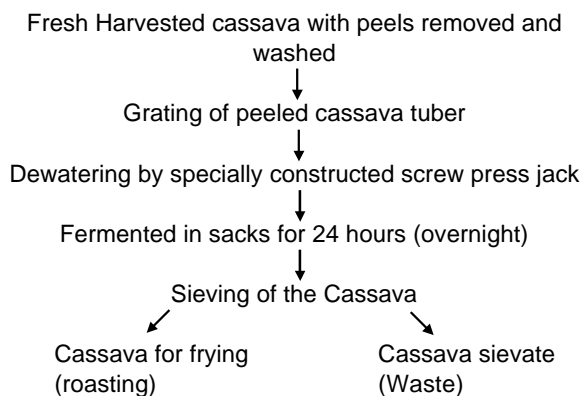 Fresh Harvested cassava with peels removed and
washed
Grating of peeled cassava tuber
Dewatering by specially constructed screw press jack
Fermented in sacks for 24 hours (overnight)
Sieving of the Cassava
Cassava for frying
(roasting)
Cassava sievate
(Waste)